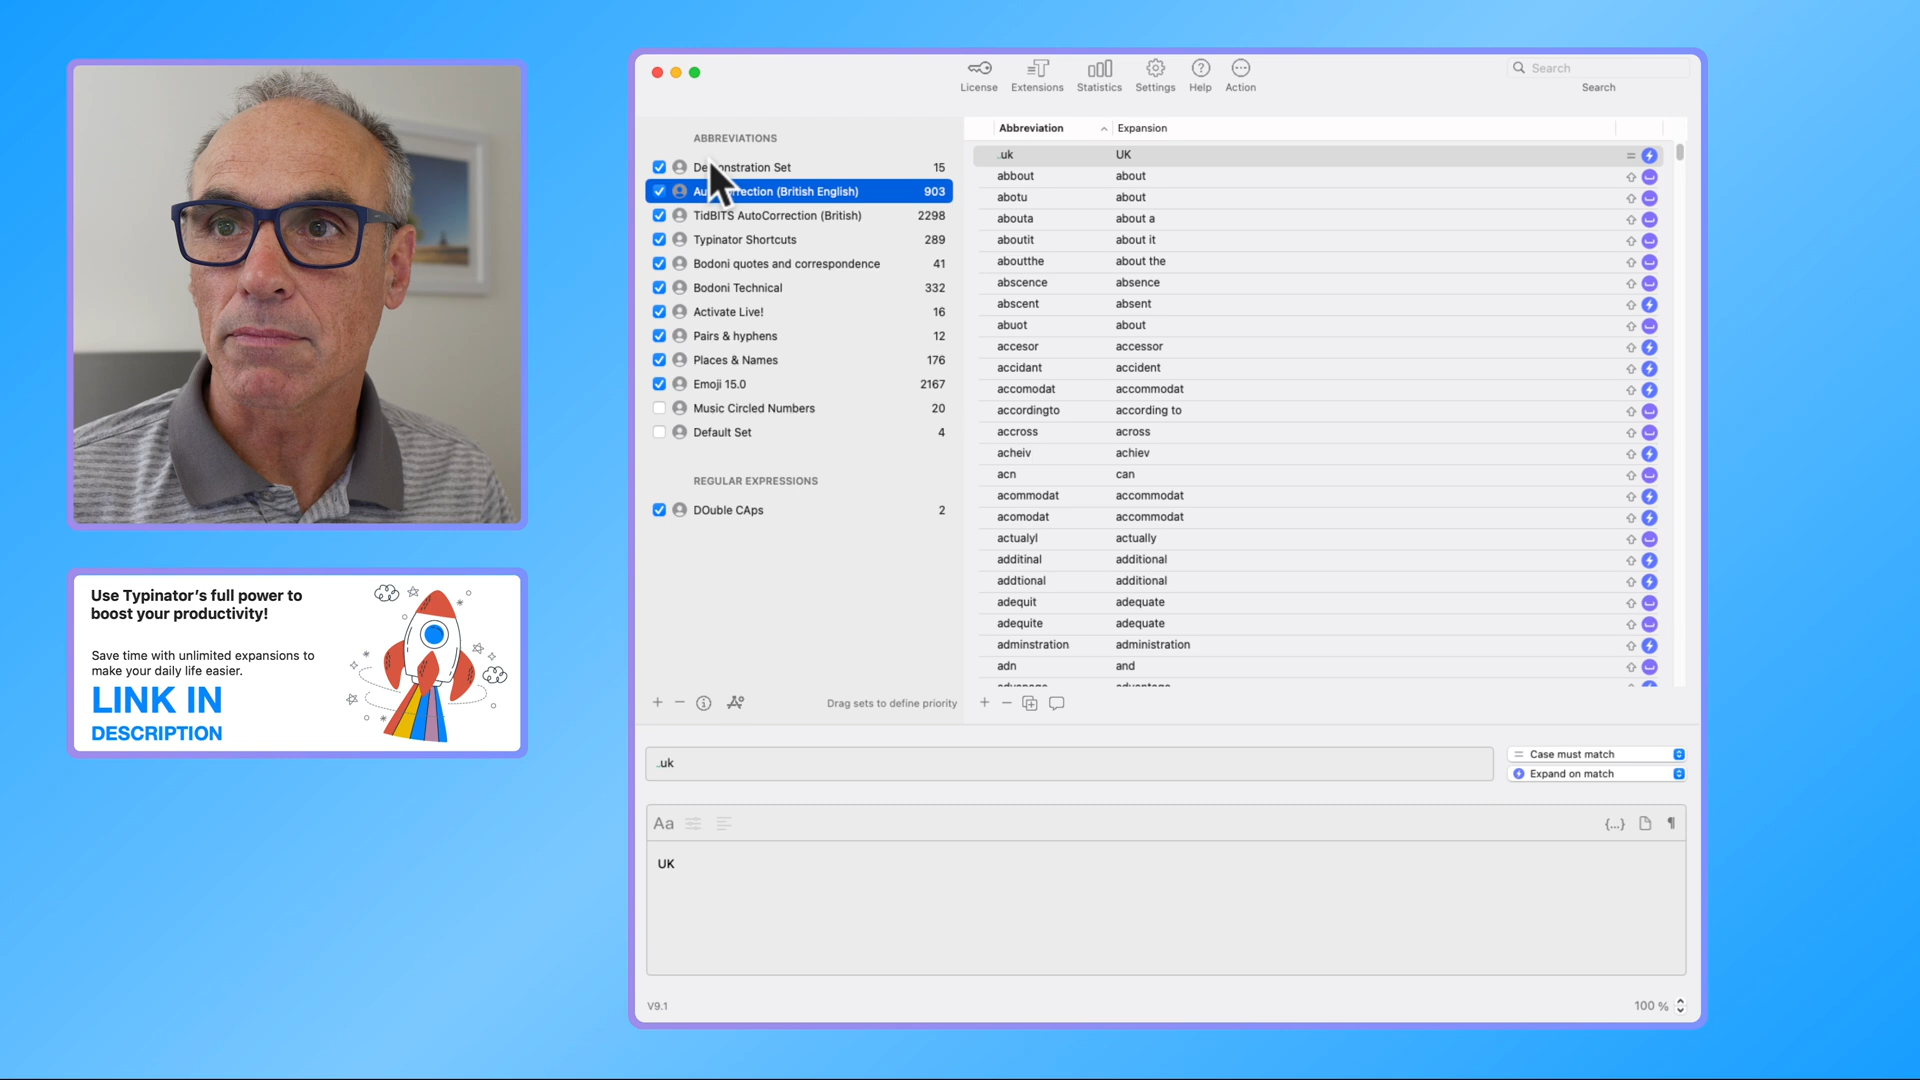 License
Extensions
Statistics
Settings
Help
Action
Search
Search
ABBREVIATIONS
Abbreviation Expansion
15
903
TidBITS AutoCorrection (British) 2298
Typinator Shortcuts 289
Bodoni quotes and correspondence 41
Bodoni Technical 332
Activate Live! 16
Pairs & hyphens 12
Places & Names 176
Emoji 15.0 2167
Music Circled Numbers 20
Default Set 4
REGULAR EXPRESSIONS
DOuble CAps 2
Drag sets to define priority
..uk UK
abbout about
abotu about
abouta about a
aboutit about it
aboutthe about the
abscence absence
abscent absent
abuot about
accesor accessor
accidant accident
accomodat accommodat
accordingto according to
accross across
acheiv achiev
acn can
acommodat accommodat
acomodat accommodat
actualyl actually
additinal additional
addtional additional
adequit adequate
adequite adequate
adminstration administration
adn and
..uk
Case must match
Expand on match
Aa
{...}
¶
UK
V9.1
100 %
Use Typinator's full power to
boost your productivity!
Save time with unlimited expansions to
make your daily life easier.
LINK IN
DESCRIPTION